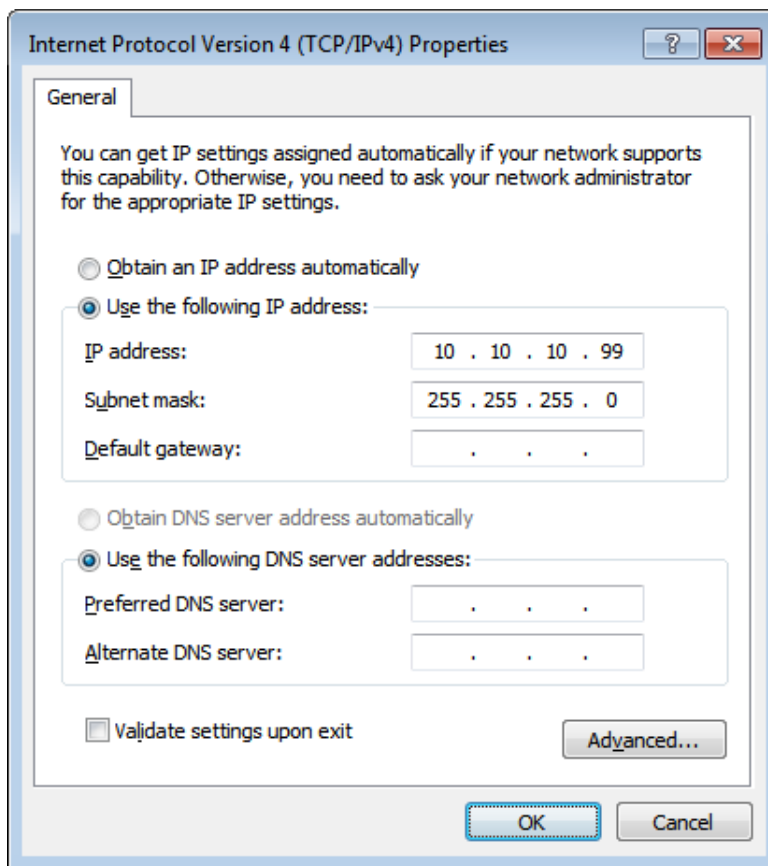 Internet Protocol Version 4 (TCP/IPv4) Properties
General
You can get IP settings assigned automatically if your network supports
this capability. Otherwise, you need to ask your network administrator
for the appropriate IP settings.
Obtain an IP address automatically
Use the following IP address:
IP address: 10 . 10 . 10 . 99
Subnet mask: 255 . 255 . 255 . 0
Default gateway: . . .
Obtain DNS server address automatically
Use the following DNS server addresses:
Preferred DNS server: . . .
Alternate DNS server: . . .
Validate settings upon exit
Advanced...
OK Cancel